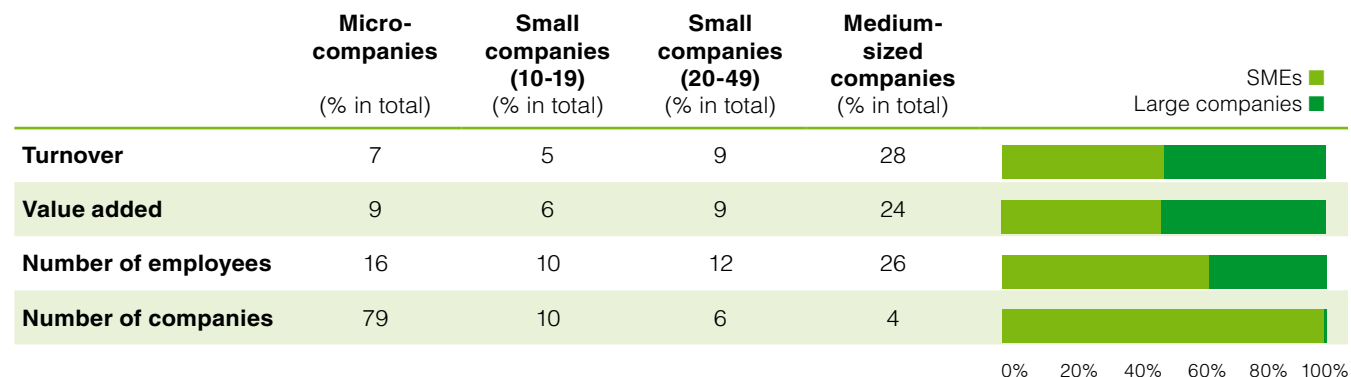 Micro-
companies
(% in total)
Small
companies
(10-19)
(% in total)
Small
companies
(20-49)
(% in total)
Medium-
sized
companies
(% in total)
SMEs
Large companies
Turnover 7 5 9 28
Value added 9 6 9 24
Number of employees 16 10 12 26
Number of companies 79 10 6 4
0% 20% 40% 60% 80% 100%